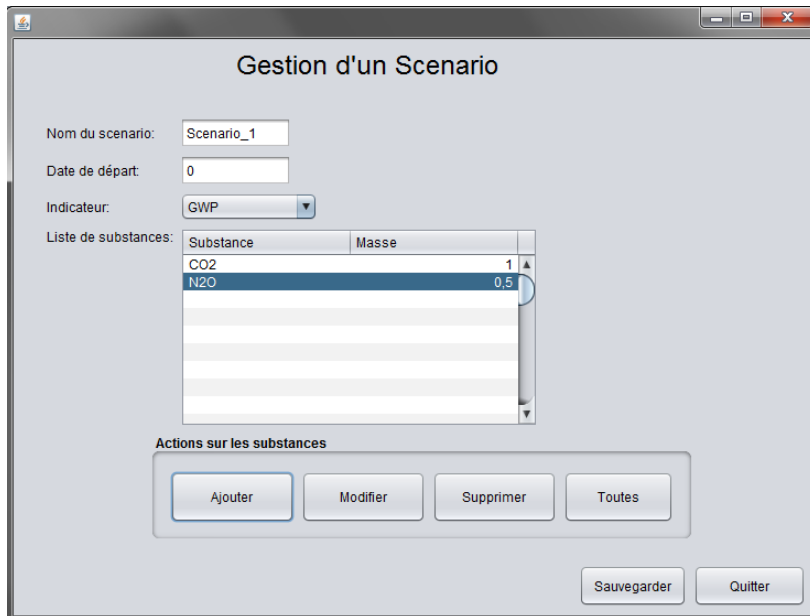 Gestion d'un Scenario
Nom du scenario: Scenario_1
Date de départ: 0
Indicateur: GWP
Liste de substances:
Substance Masse
CO2 1
N2O 0,5
Actions sur les substances
Ajouter Modifier Supprimer Toutes
Sauvegarder Quitter